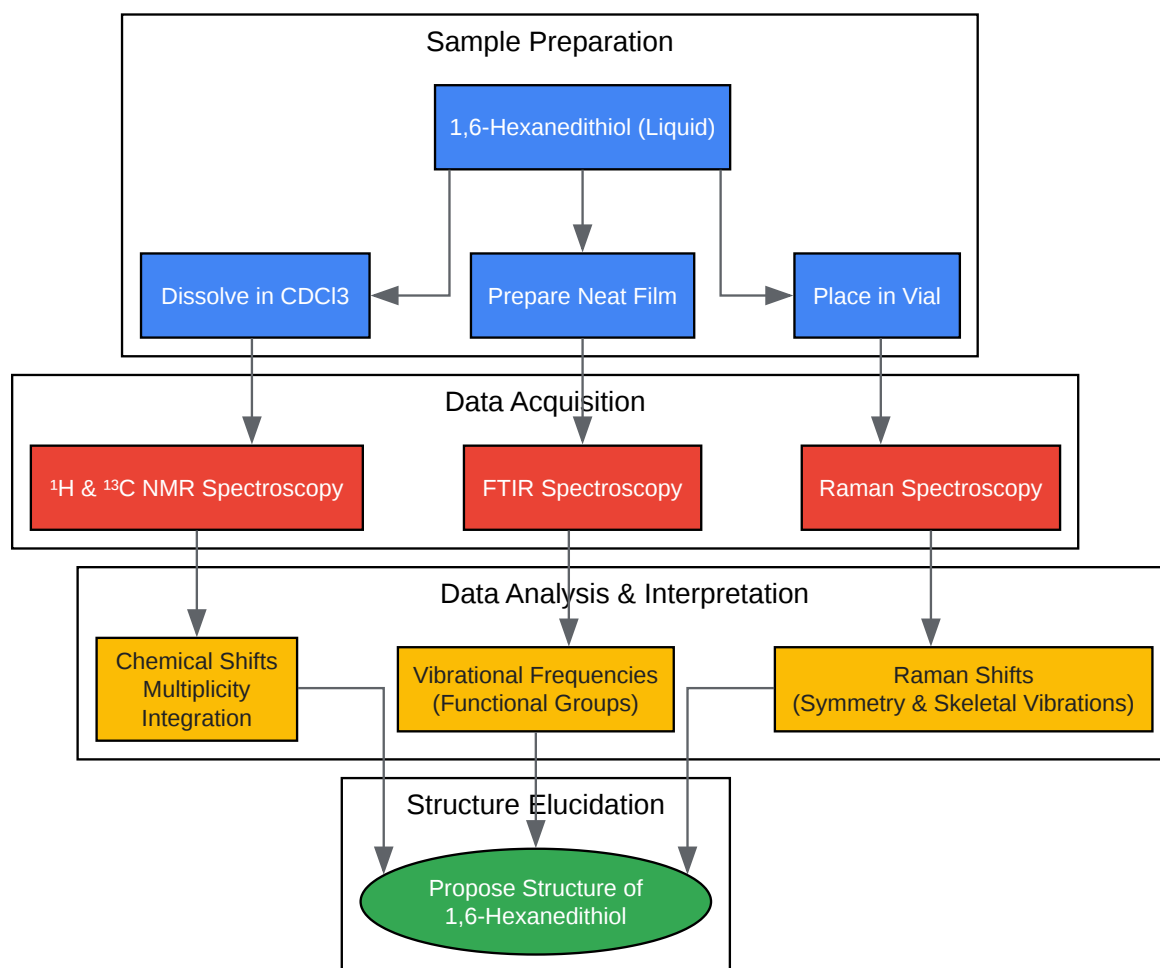 Sample Preparation
1,6-Hexanedithiol (Liquid)
Dissolve in CDCl3
Prepare Neat Film
Place in Vial
Data Acquisition
¹H & ¹³C NMR Spectroscopy
FTIR Spectroscopy
Raman Spectroscopy
Data Analysis & Interpretation
Chemical Shifts
Multiplicity
Integration
Vibrational Frequencies
(Functional Groups)
Raman Shifts
(Symmetry & Skeletal Vibrations)
Structure Elucidation
Propose Structure of
1,6-Hexanedithiol